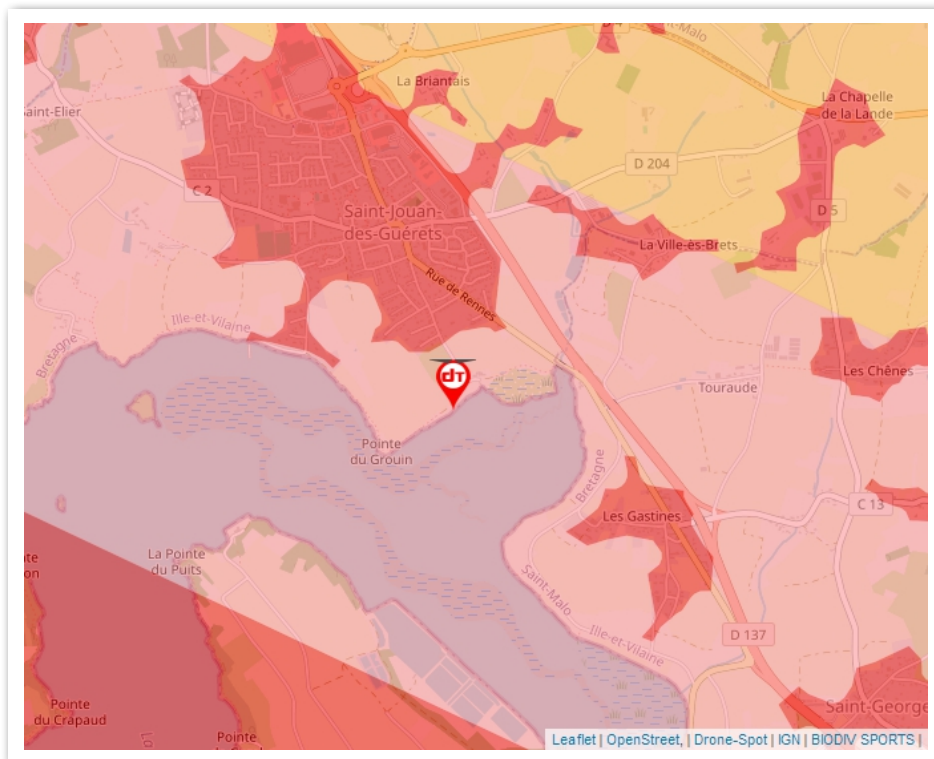 Saint-Elier
La Briantais
La Chapelle
de la Lande
D 204
C 2
D 5
Saint-Jouan-
des-Guérets
La Ville-ès-Brets
Rue de Rennes
Ille-et-Vilaine
Bretagne
Les Chênes
Touraude
dT
Pointe
du Grouin
Bretagne
Les Gastines
C 13
La Pointe
du Puits
Saint-Malo
Ille-et-Vilaine
D 137
Pointe
du Crapaud
Pointe
Saint-George
Leaflet | OpenStreet, | Drone-Spot | IGN | BIODIV SPORTS |